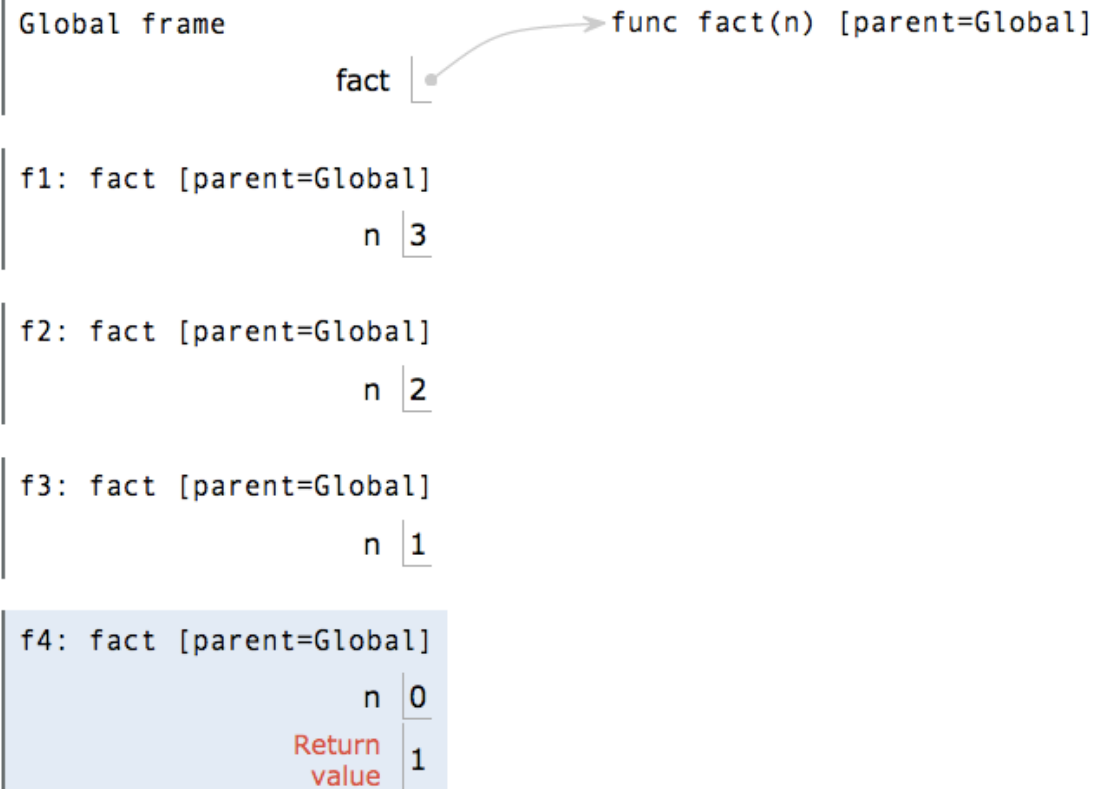 Global frame
func fact(n) [parent=Global]
fact
f1: fact [parent=Global]
n 3
f2: fact [parent=Global]
n 2
f3: fact [parent=Global]
n 1
f4: fact [parent=Global]
n 0
Return
value 1